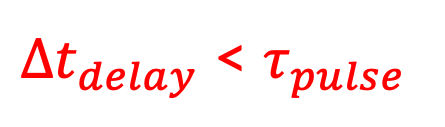 Δt_delay < τ_pulse